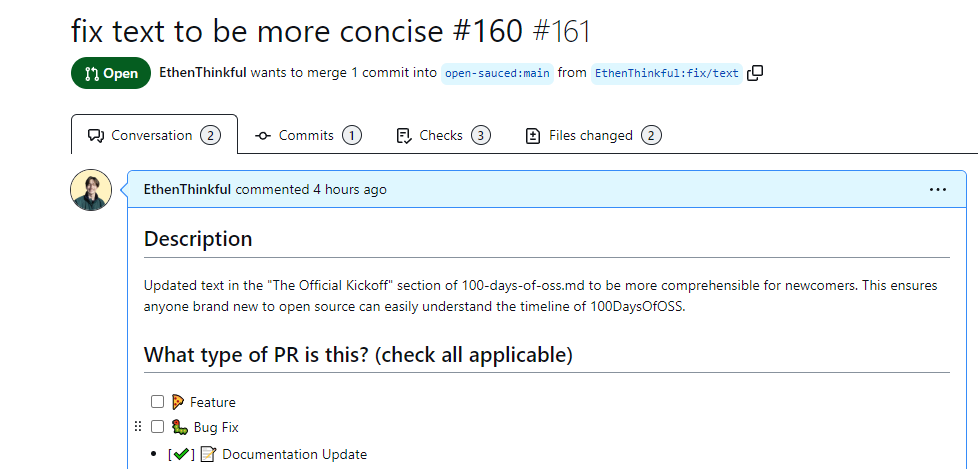 fix text to be more concise #160 #161
Open EthenThinkful wants to merge 1 commit into open-sauced:main from EthenThinkful:fix/text
Conversation 2 Commits 1 Checks 3 Files changed 2
EthenThinkful commented 4 hours ago
Description
Updated text in the "The Official Kickoff" section of 100-days-of-oss.md to be more comprehensible for newcomers. This ensures
anyone brand new to open source can easily understand the timeline of 100DaysOfOSS.
What type of PR is this? (check all applicable)
🍕 Feature
🐛 Bug Fix
[✔] 📝 Documentation Update